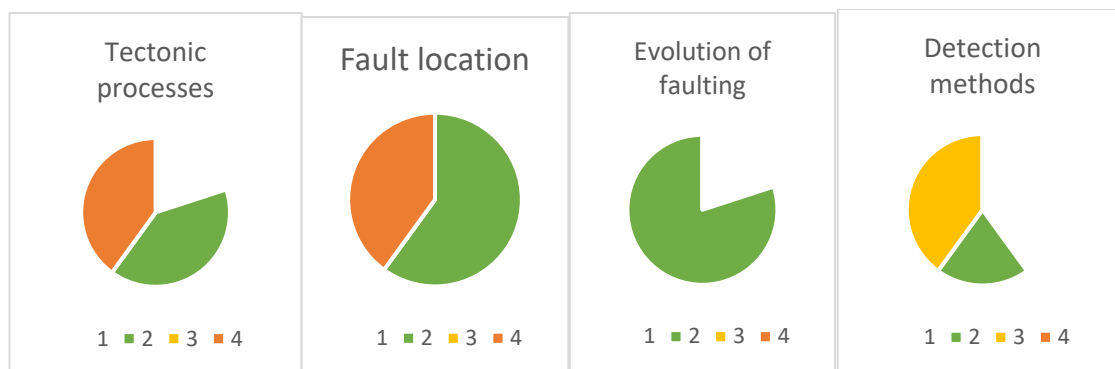 Tectonic
processes
1 2 3 4
Fault location
1 2 3 4
Evolution of
faulting
1 2 3 4
Detection
methods
1 2 3 4